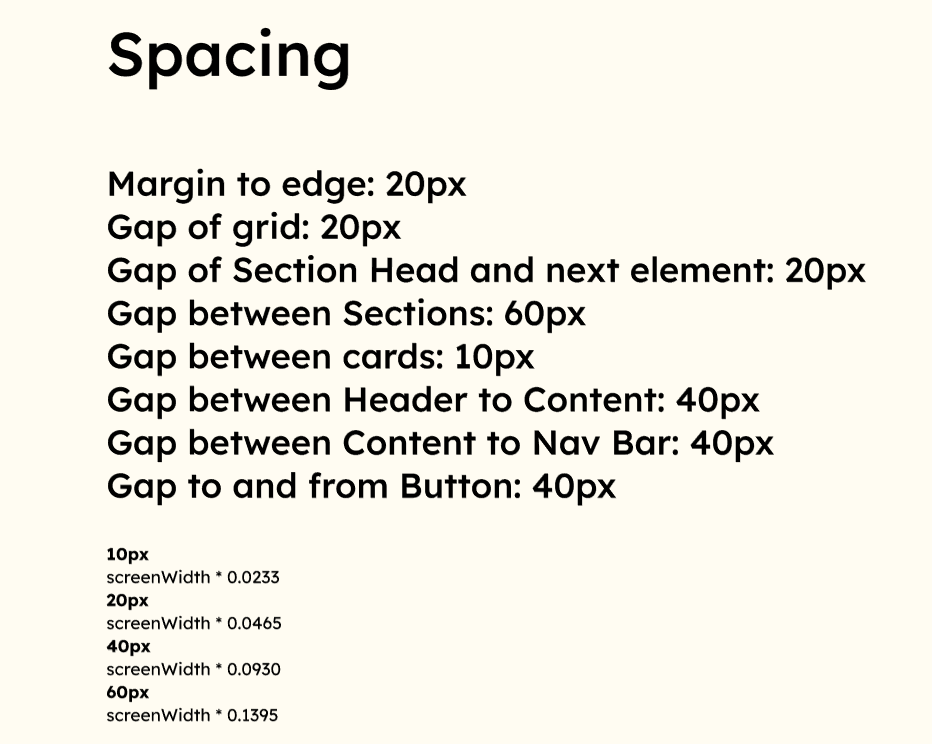 Spacing
Margin to edge: 20px
Gap of grid: 20px
Gap of Section Head and next element: 20px
Gap between Sections: 60px
Gap between cards: 10px
Gap between Header to Content: 40px
Gap between Content to Nav Bar: 40px
Gap to and from Button: 40px
10px
screenWidth * 0.0233
20px
screenWidth * 0.0465
40px
screenWidth * 0.0930
60px
screenWidth * 0.1395